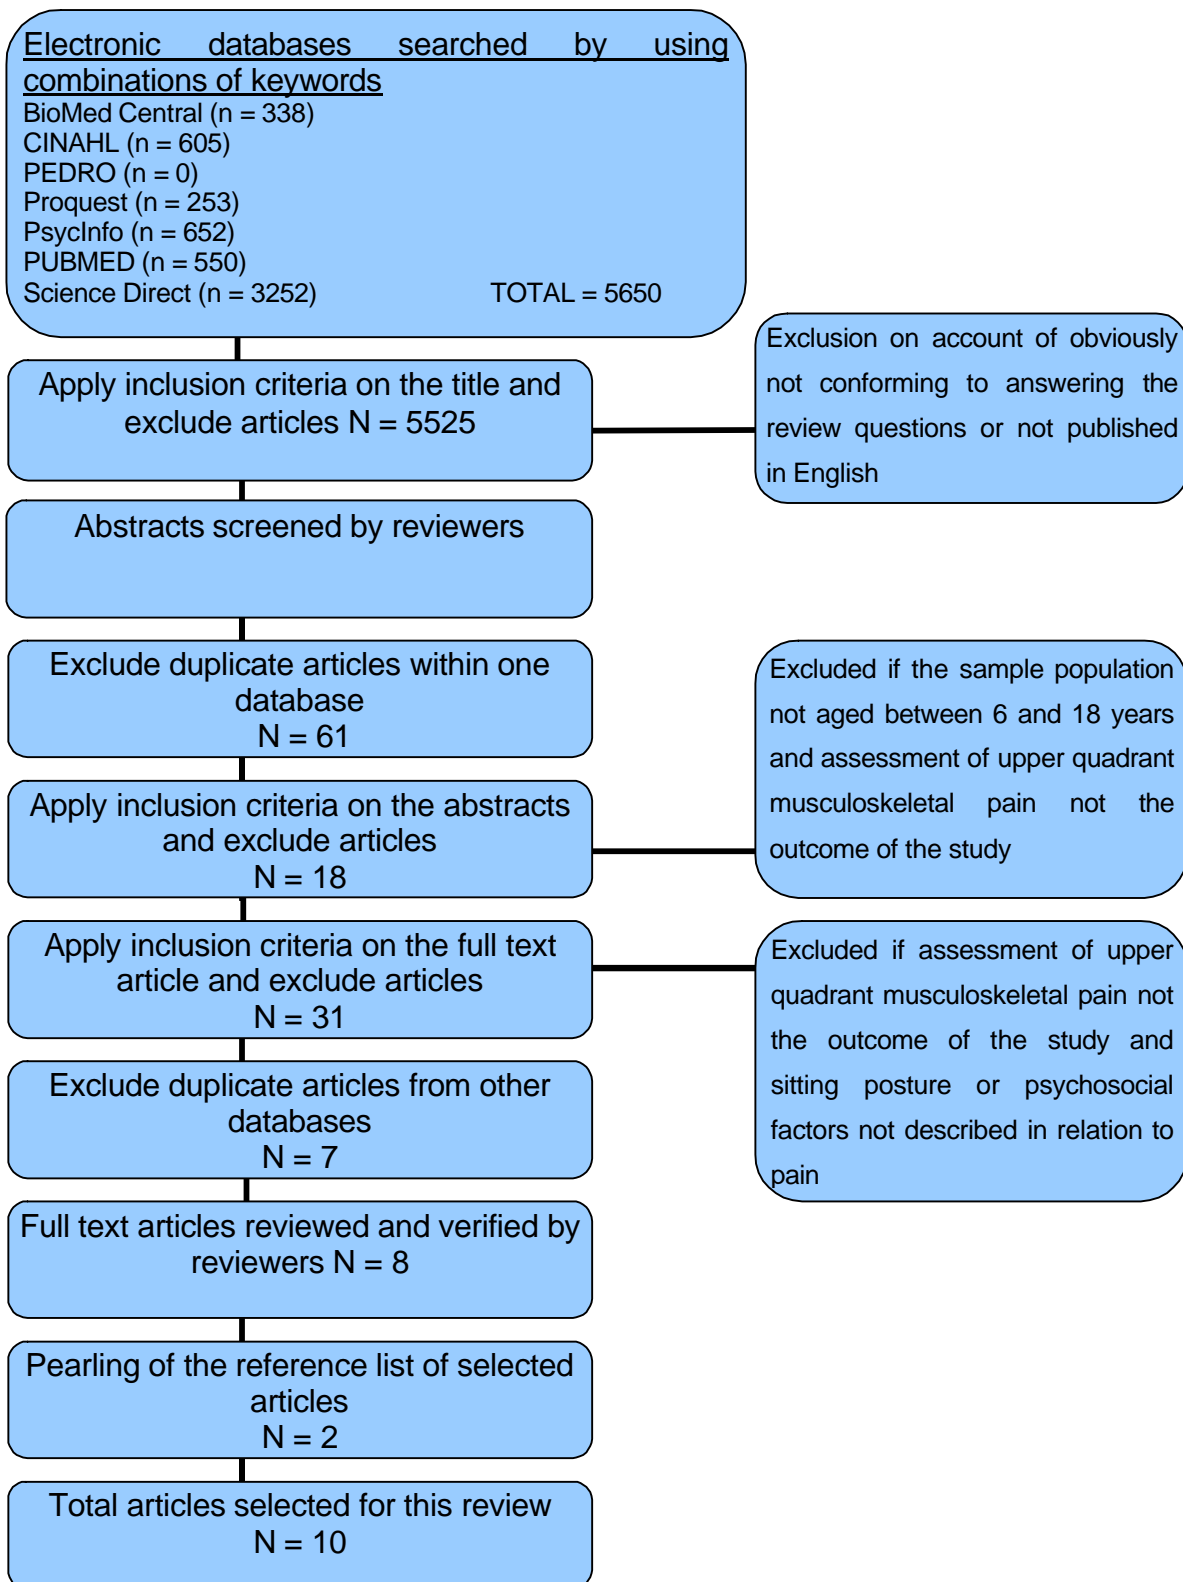 Electronic databases searched by using
combinations of keywords
BioMed Central (n = 338)
CINAHL (n = 605)
PEDRO (n = 0)
Proquest (n = 253)
PsycInfo (n = 652)
PUBMED (n = 550)
Science Direct (n = 3252) TOTAL = 5650
Apply inclusion criteria on the title and
exclude articles N = 5525
Exclusion on account of obviously
not conforming to answering the
review questions or not published
in English
Abstracts screened by reviewers
Exclude duplicate articles within one
database
N = 61
Apply inclusion criteria on the abstracts
and exclude articles
N = 18
Excluded if the sample population
not aged between 6 and 18 years
and assessment of upper quadrant
musculoskeletal pain not the
outcome of the study
Apply inclusion criteria on the full text
article and exclude articles
N = 31
Excluded if assessment of upper
quadrant musculoskeletal pain not
the outcome of the study and
sitting posture or psychosocial
factors not described in relation to
pain
Exclude duplicate articles from other
databases
N = 7
Full text articles reviewed and verified by
reviewers N = 8
Pearling of the reference list of selected
articles
N = 2
Total articles selected for this review
N = 10